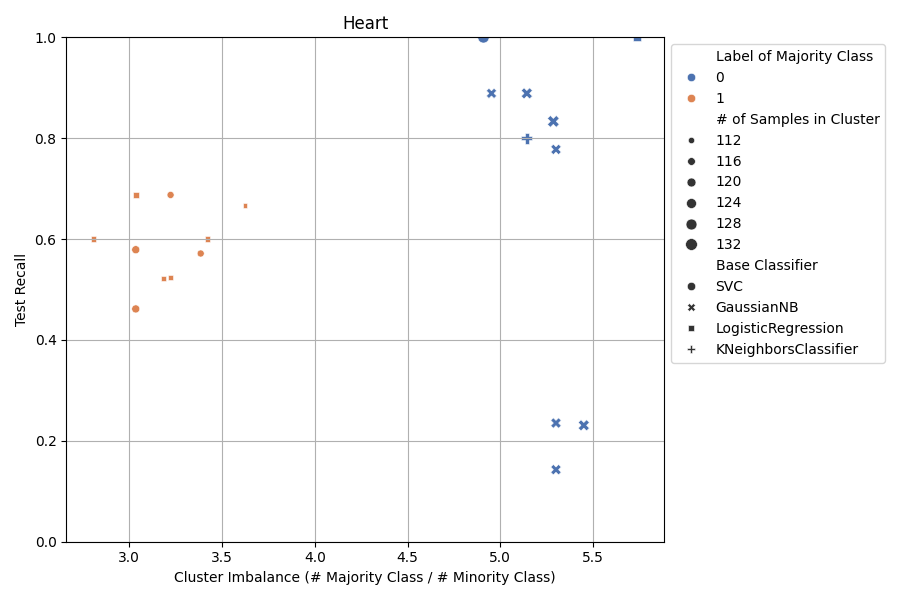 Heart
1.0
0.8
0.6
0.4
0.2
0.0
Test Recall
3.0 3.5 4.0 4.5 5.0 5.5
Cluster Imbalance (# Majority Class / # Minority Class)
Label of Majority Class
0
1
# of Samples in Cluster
112
116
120
124
128
132
Base Classifier
SVC
GaussianNB
LogisticRegression
KNeighborsClassifier